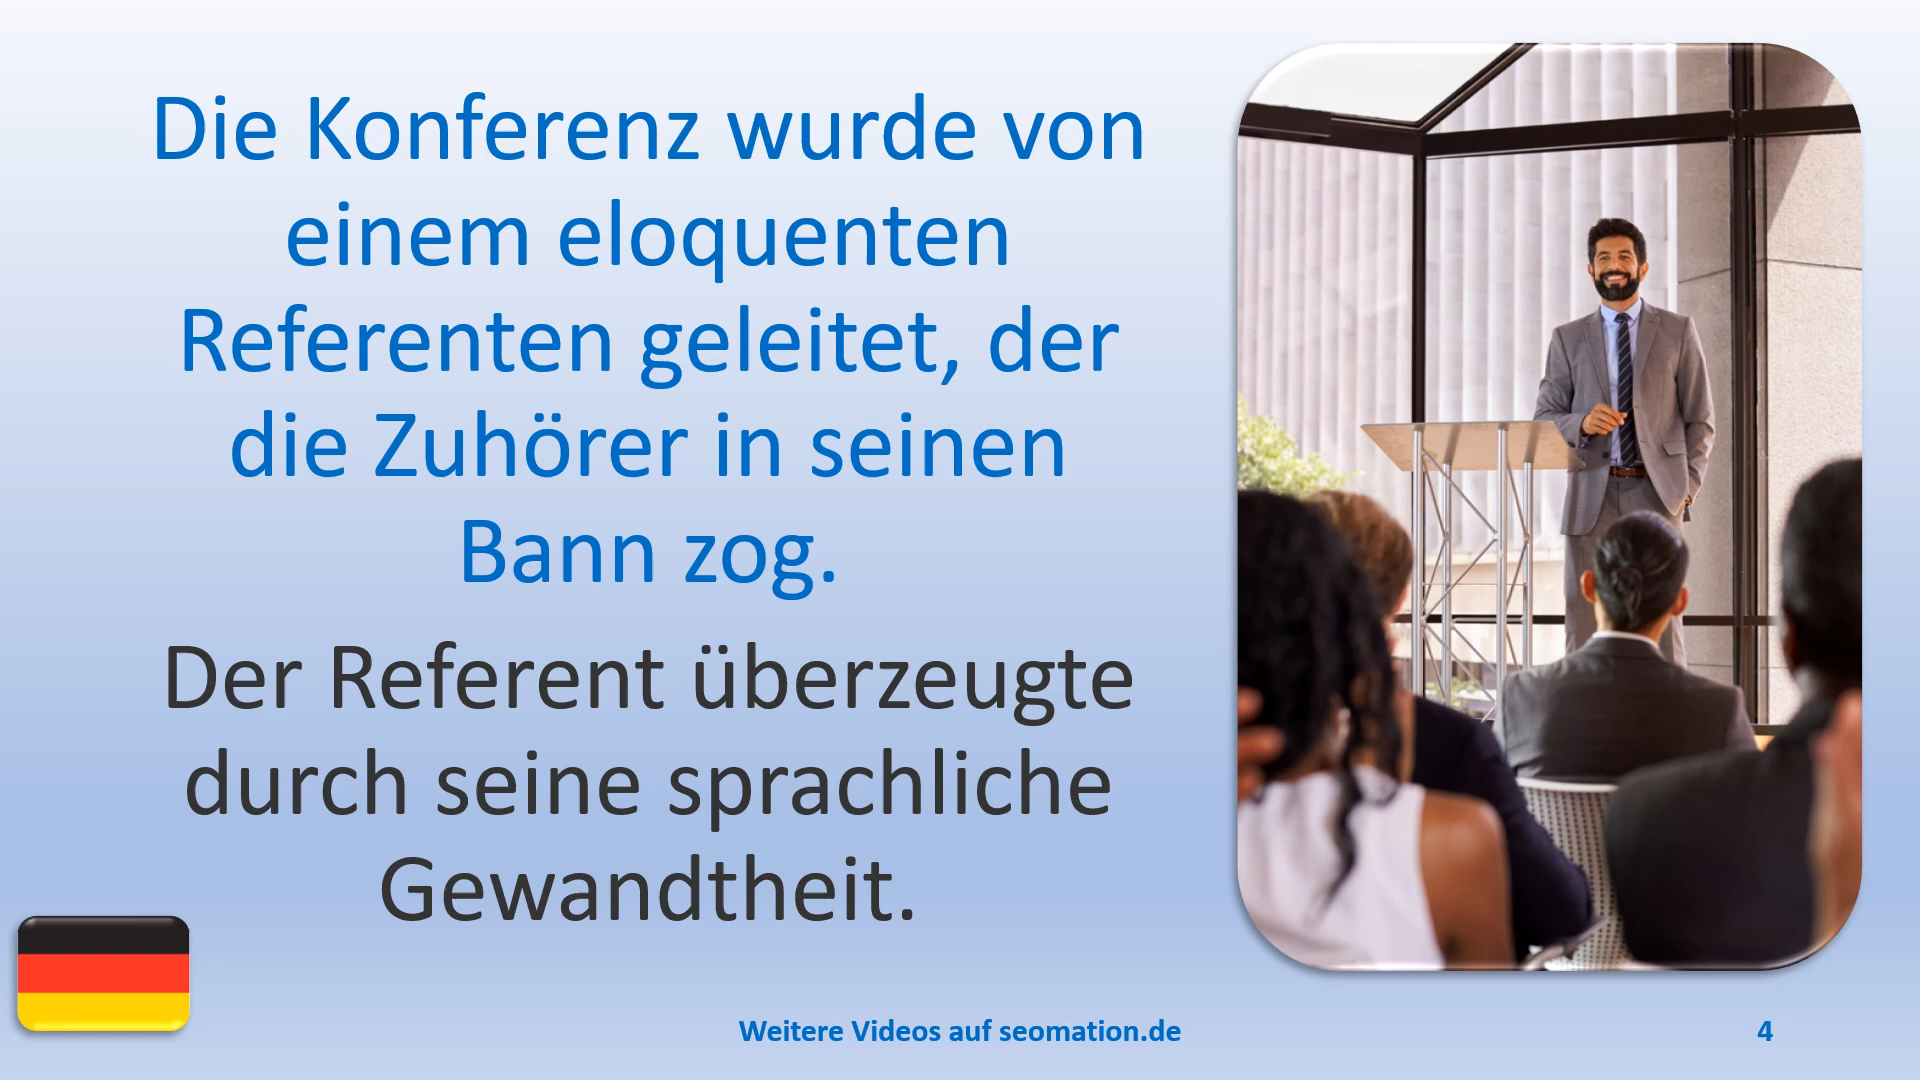 Die Konferenz wurde von
einem eloquenten
Referenten geleitet, der
die Zuhörer in seinen
Bann zog.
Der Referent überzeugte
durch seine sprachliche
Gewandtheit.
Weitere Videos auf seomation.de
4